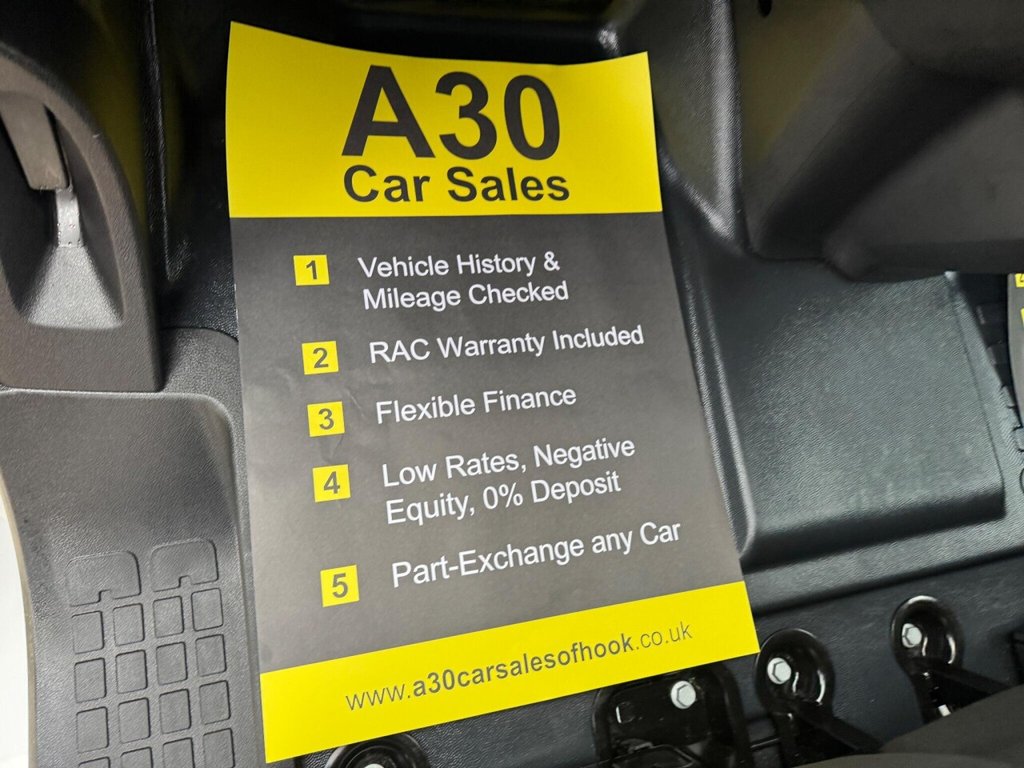 A30
Car Sales
1 Vehicle History &
Mileage Checked
2 RAC Warranty Included
3 Flexible Finance
4 Low Rates, Negative
Equity, 0% Deposit
5 Part-Exchange any Car
www.a30carsalesofhook.co.uk